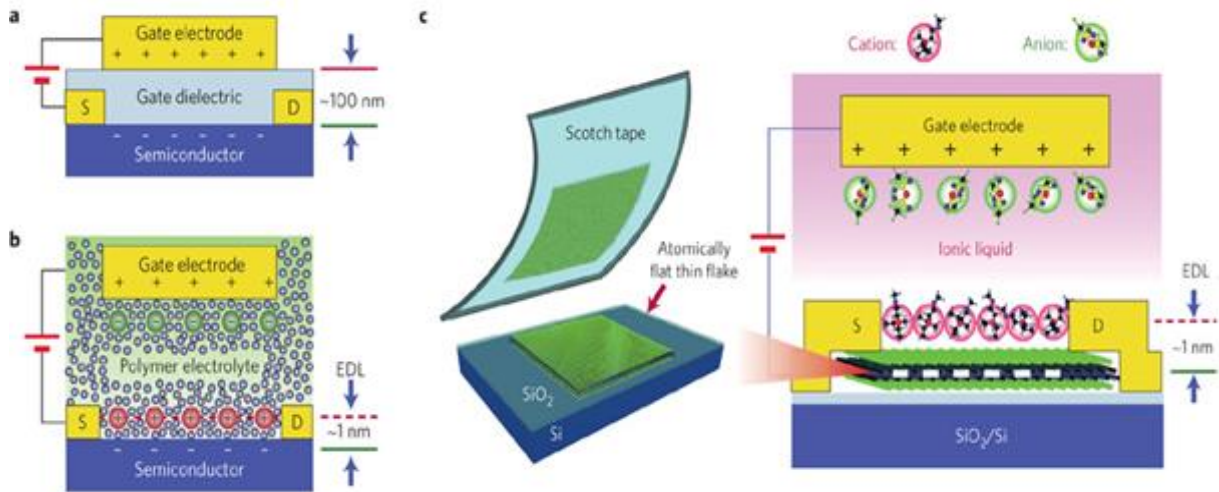 a
Gate electrode
+ + + + + +
Gate dielectric
S
D
~100 nm
- - - - - -
Semiconductor
b
Gate electrode
+ + + + +
Polymer electrolyte
EDL
S
D
~1 nm
- - - - -
Semiconductor
c
Scotch tape
Atomically
flat thin flake
SiO₂
Si
Cation:
Anion:
Gate electrode
+ + + + + +
Ionic liquid
EDL
S
D
~1 nm
SiO₂/Si